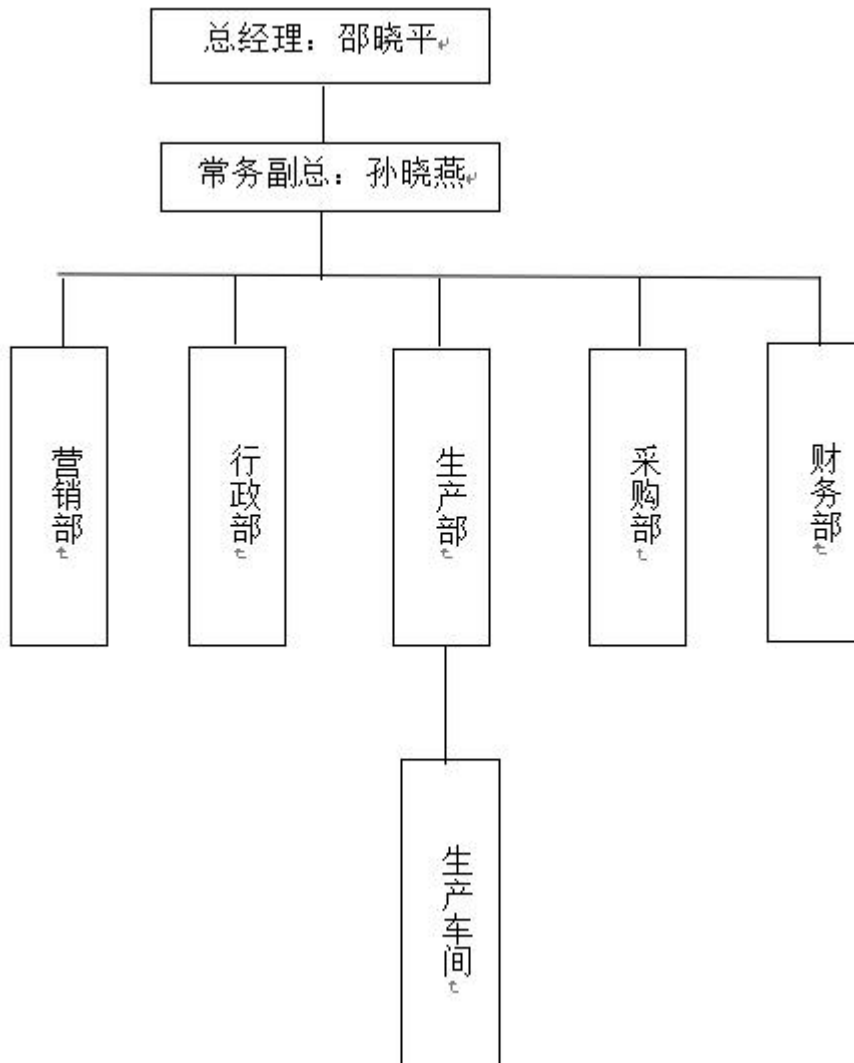 总经理：邵晓平
常务副总：孙晓燕
营销部
行政部
生产部
采购部
财务部
生产车间